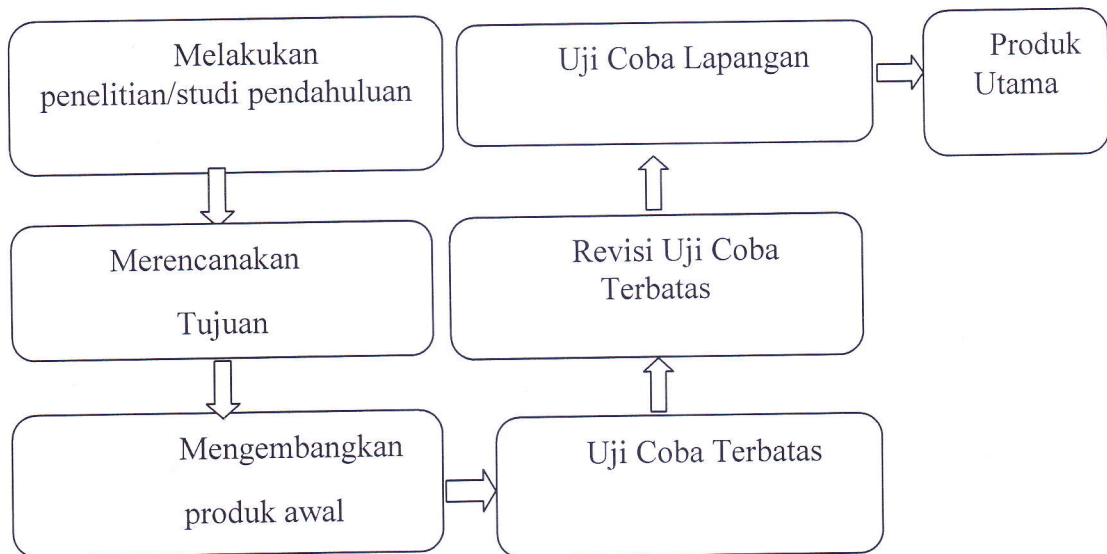 Melakukan
penelitian/studi pendahuluan
Merencanakan
Tujuan
Mengembangkan
produk awal
Uji Coba Terbatas
Revisi Uji Coba
Terbatas
Uji Coba Lapangan
Produk
Utama